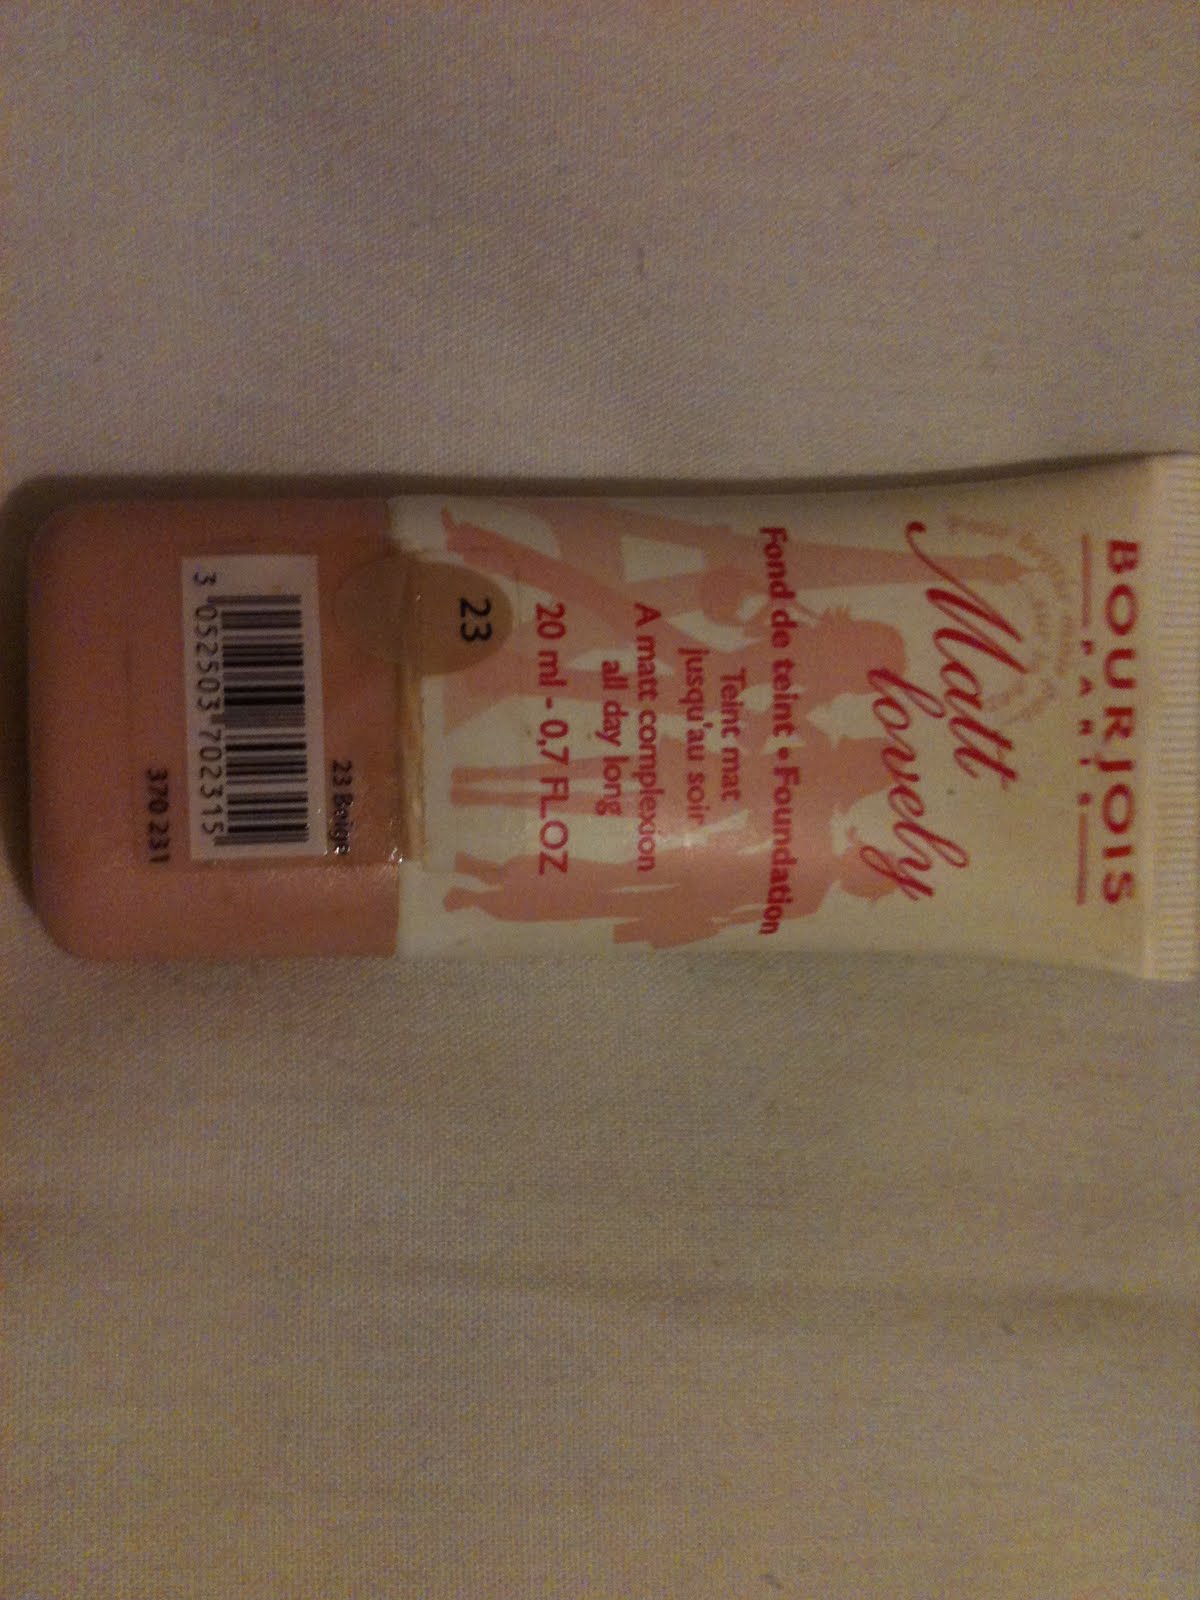 BOURJOIS
PARIS
Matt
lovely
Fond de teint • Foundation
Teint mat
jusqu'au soir
A matt complexion
all day long
20 ml - 0,7 FL.OZ
23
23 Beige
3 052503 702315
370 231